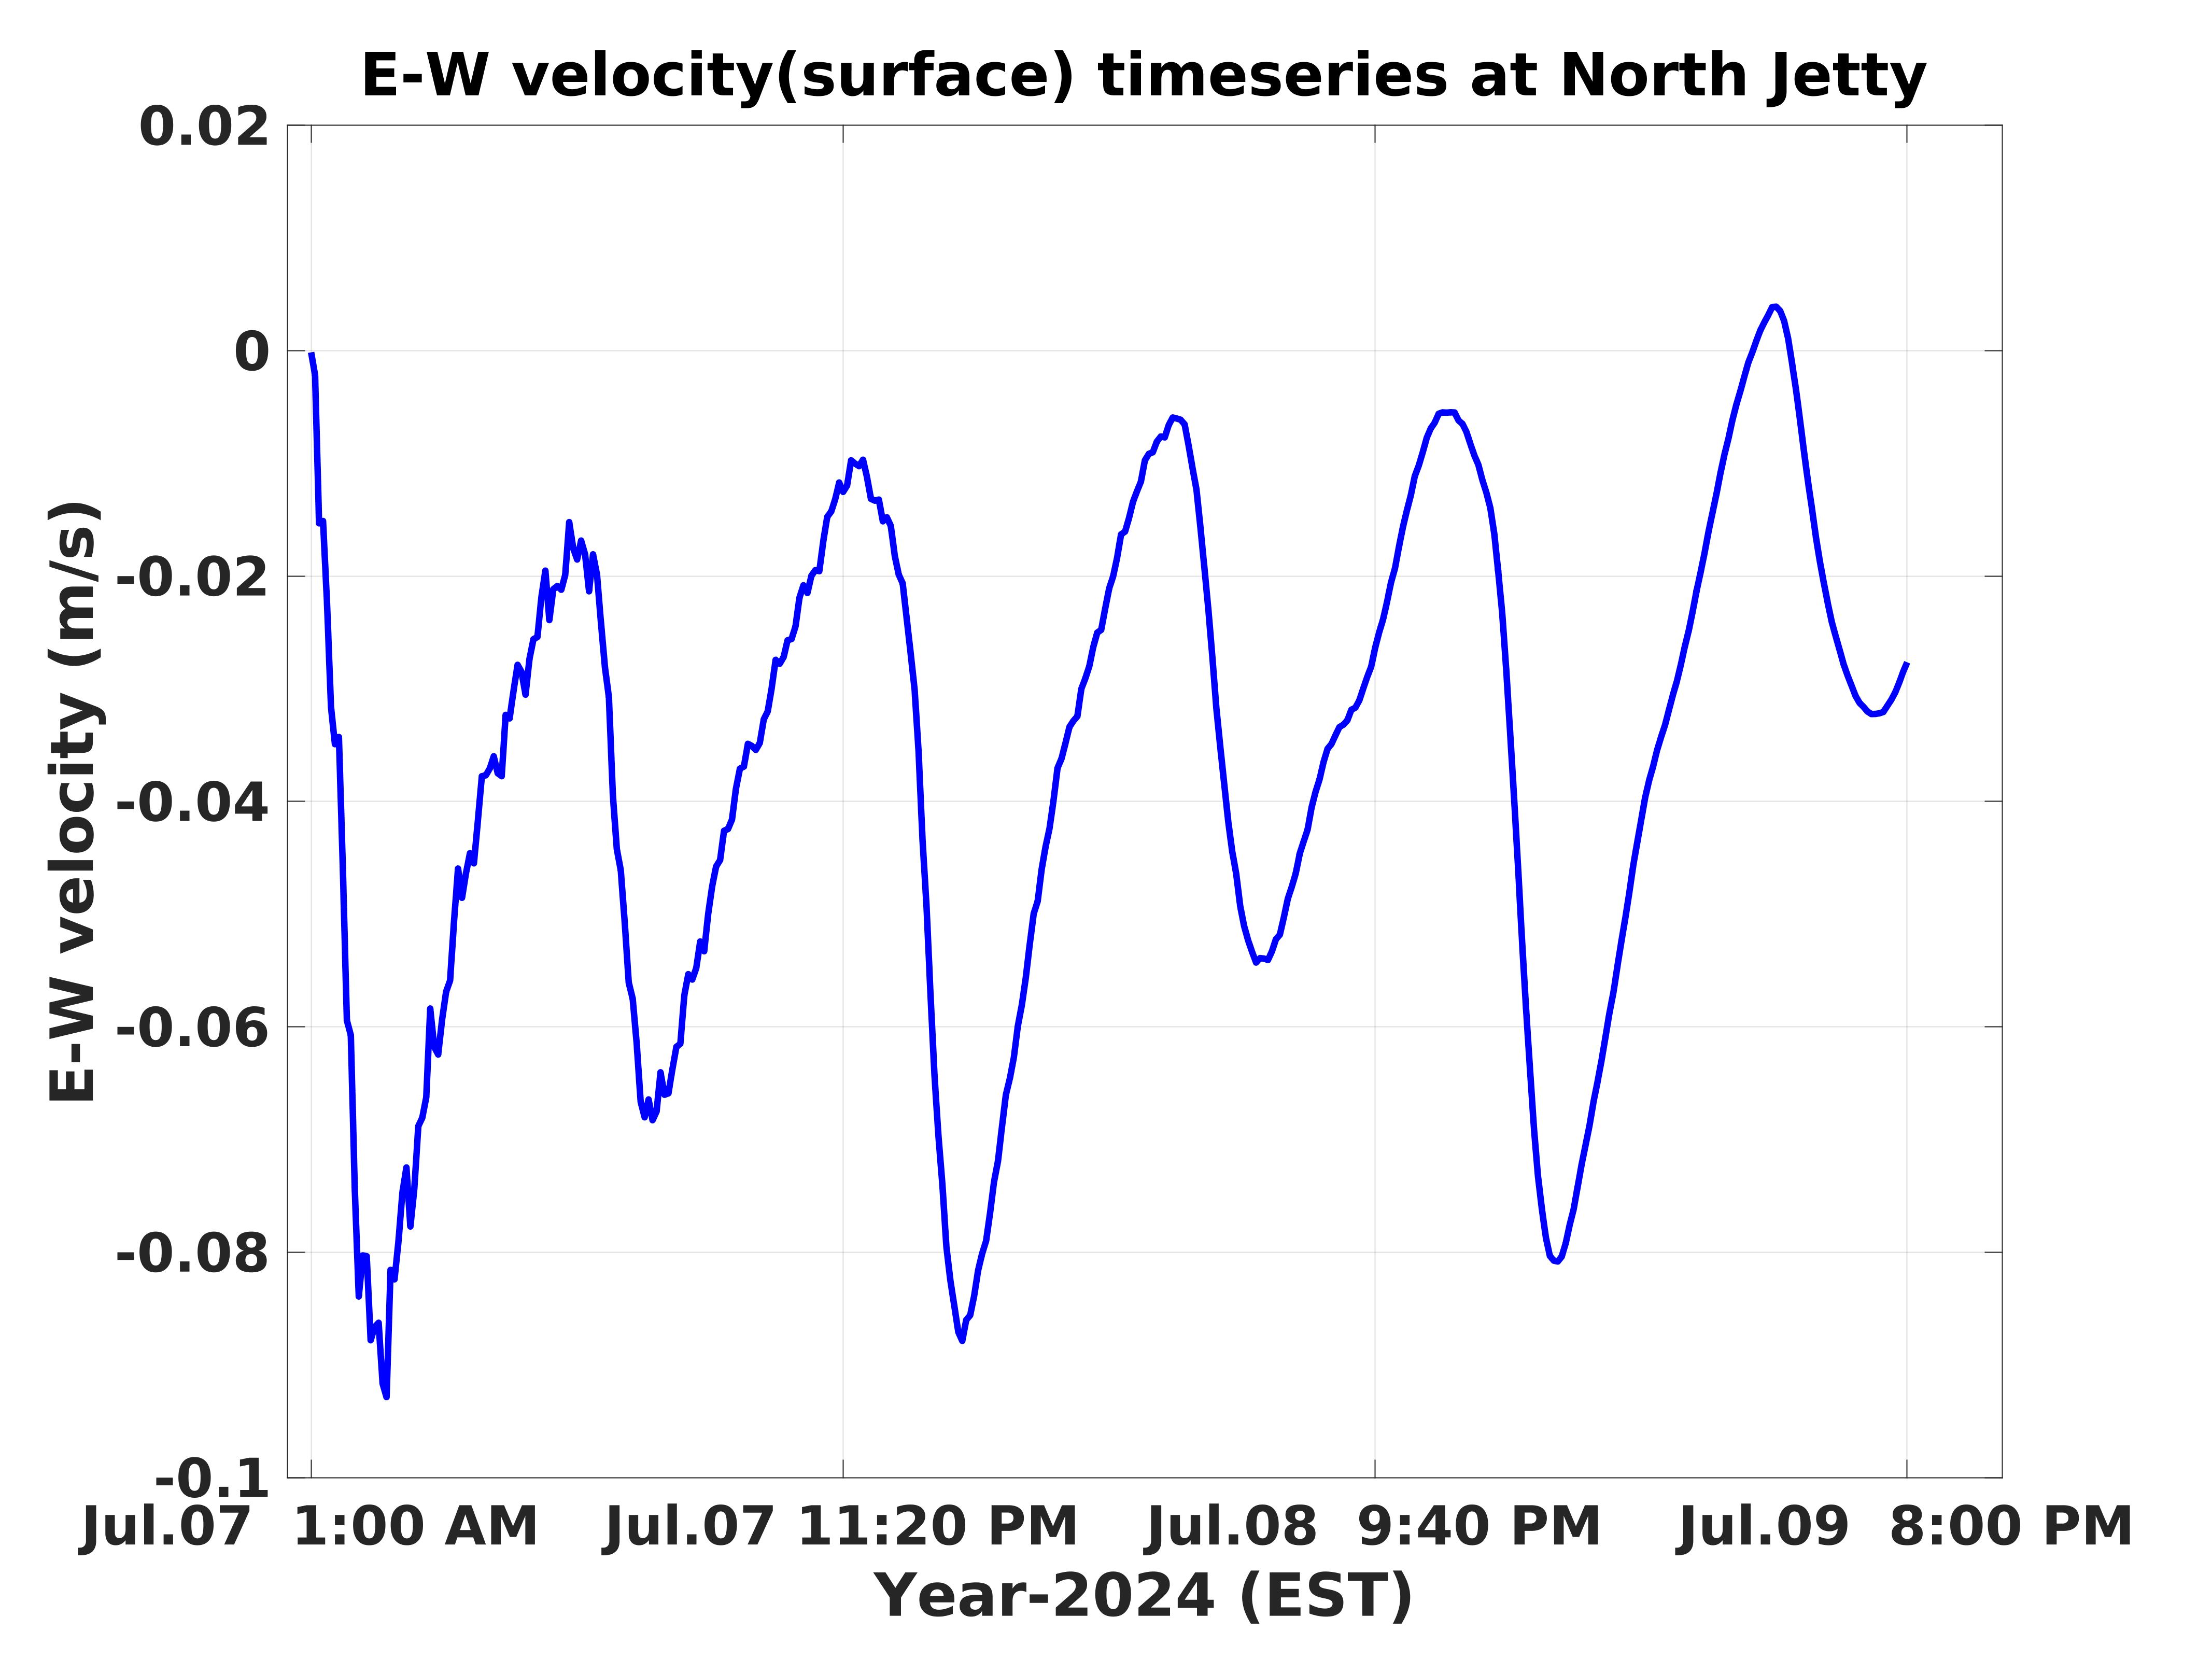 E-W velocity(surface) timeseries at North Jetty
0.02
0
-0.02
-0.04
-0.06
-0.08
-0.1
E-W velocity (m/s)
Jul.07 1:00 AM Jul.07 11:20 PM Jul.08 9:40 PM Jul.09 8:00 PM
Year-2024 (EST)